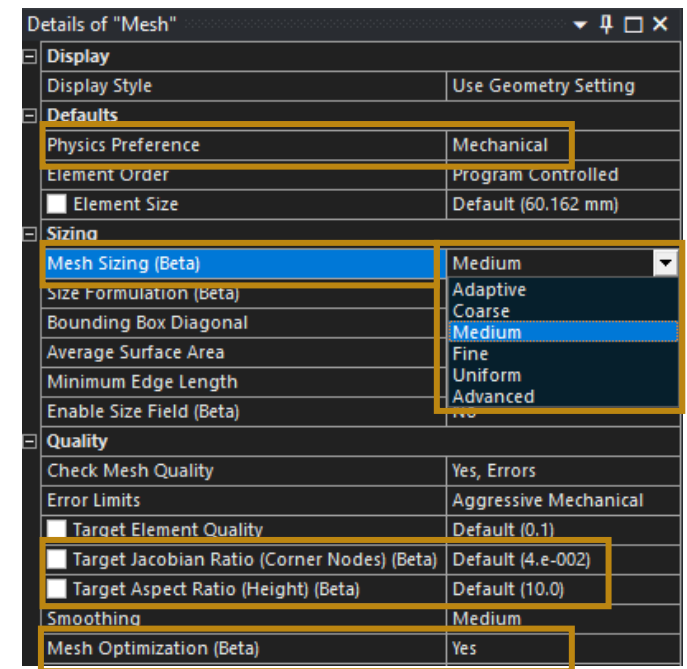 Details of "Mesh"
Display
Display Style Use Geometry Setting
Defaults
Physics Preference Mechanical
Element Order Program Controlled
Element Size Default (60.162 mm)
Sizing
Mesh Sizing (Beta) Medium
Size Formulation (Beta) Adaptive
Coarse
Bounding Box Diagonal Medium
Average Surface Area Fine
Minimum Edge Length Uniform
Advanced
Enable Size Field (Beta) No
Quality
Check Mesh Quality Yes, Errors
Error Limits Aggressive Mechanical
Target Element Quality Default (0.1)
Target Jacobian Ratio (Corner Nodes) (Beta) Default (4.e-002)
Target Aspect Ratio (Height) (Beta) Default (10.0)
Smoothing Medium
Mesh Optimization (Beta) Yes